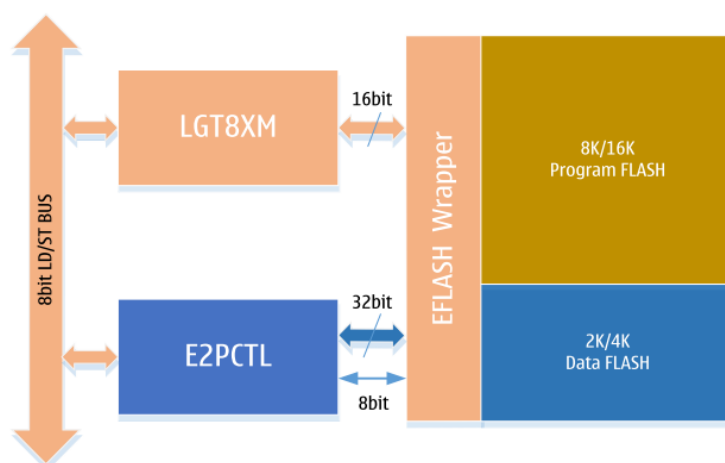 8bit LD/ST BUS
LGT8XM
16bit
EFLASH Wrapper
8K/16K
Program FLASH
E2PCTL
32bit
8bit
2K/4K
Data FLASH